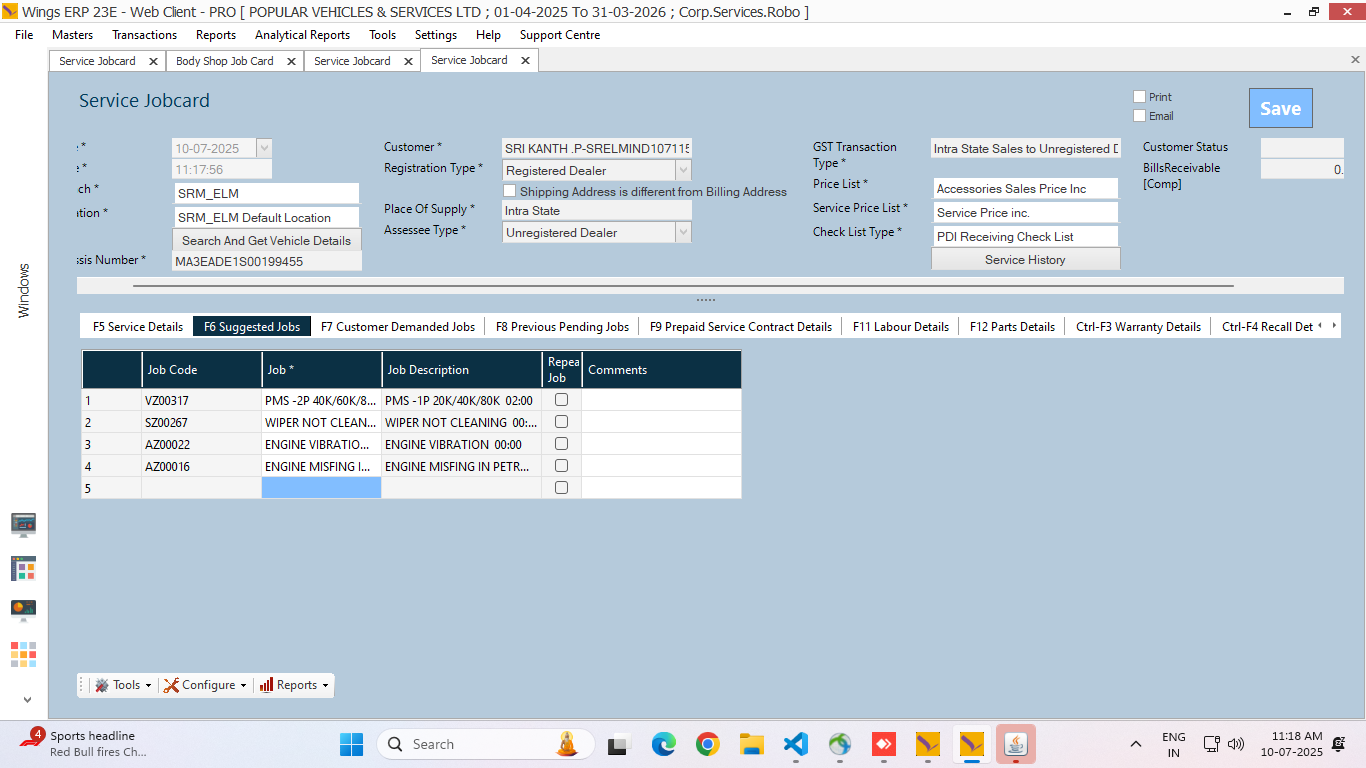 Wings ERP 23E - Web Client - PRO [ POPULAR VEHICLES & SERVICES LTD ; 01-04-2025 To 31-03-2026 ; Corp.Services.Robo ]
File Masters Transactions Reports Analytical Reports Tools Settings Help Support Centre
Service Jobcard Body Shop Job Card Service Jobcard Service Jobcard
Service Jobcard
Print
Email
Save
e * 10-07-2025
e * 11:17:56
ch * SRM_ELM
ation * SRM_ELM Default Location
Search And Get Vehicle Details
ssis Number * MA3EADE1S00199455
Customer * SRI KANTH .P-SRELMIND107115
Registration Type * Registered Dealer
Shipping Address is different from Billing Address
Place Of Supply * Intra State
Assessee Type * Unregistered Dealer
GST Transaction Type * Intra State Sales to Unregistered D
Price List * Accessories Sales Price Inc
Service Price List * Service Price inc.
Check List Type * PDI Receiving Check List
Service History
Customer Status
BillsReceivable [Comp] 0.
Windows
F5 Service Details F6 Suggested Jobs F7 Customer Demanded Jobs F8 Previous Pending Jobs F9 Prepaid Service Contract Details F11 Labour Details F12 Parts Details Ctrl-F3 Warranty Details Ctrl-F4 Recall Det
Job Code Job * Job Description Repea Job Comments
1 VZ00317 PMS -2P 40K/60K/8... PMS -1P 20K/40K/80K 02:00
2 SZ00267 WIPER NOT CLEAN... WIPER NOT CLEANING 00:...
3 AZ00022 ENGINE VIBRATIO... ENGINE VIBRATION 00:00
4 AZ00016 ENGINE MISFING I... ENGINE MISFING IN PETR...
5
Tools Configure Reports
4 Sports headline
Red Bull fires Ch...
Search
ENG
IN
11:18 AM
10-07-2025